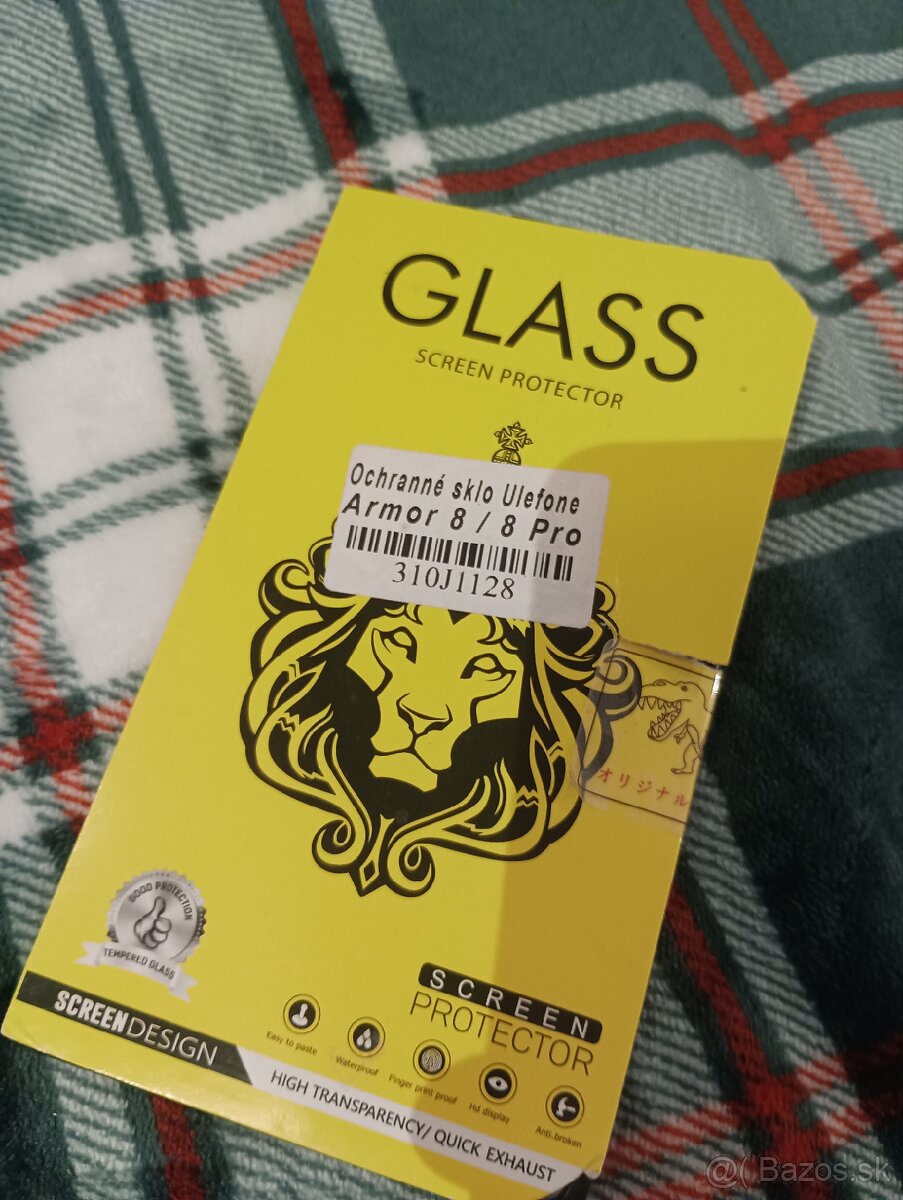 GLASS
SCREEN PROTECTOR
Ochranné sklo Ulefone
Armor 8 / 8 Pro
310J1128
オリジナル
GOOD PROTECTION
TEMPERED GLASS
SCREEN
PROTECTOR
SCREENDESIGN
Easy to paste
Waterproof
Finger print proof
Hd display
Anti.broken
HIGH TRANSPARENCY/ QUICK EXHAUST
@( Bazos.sk